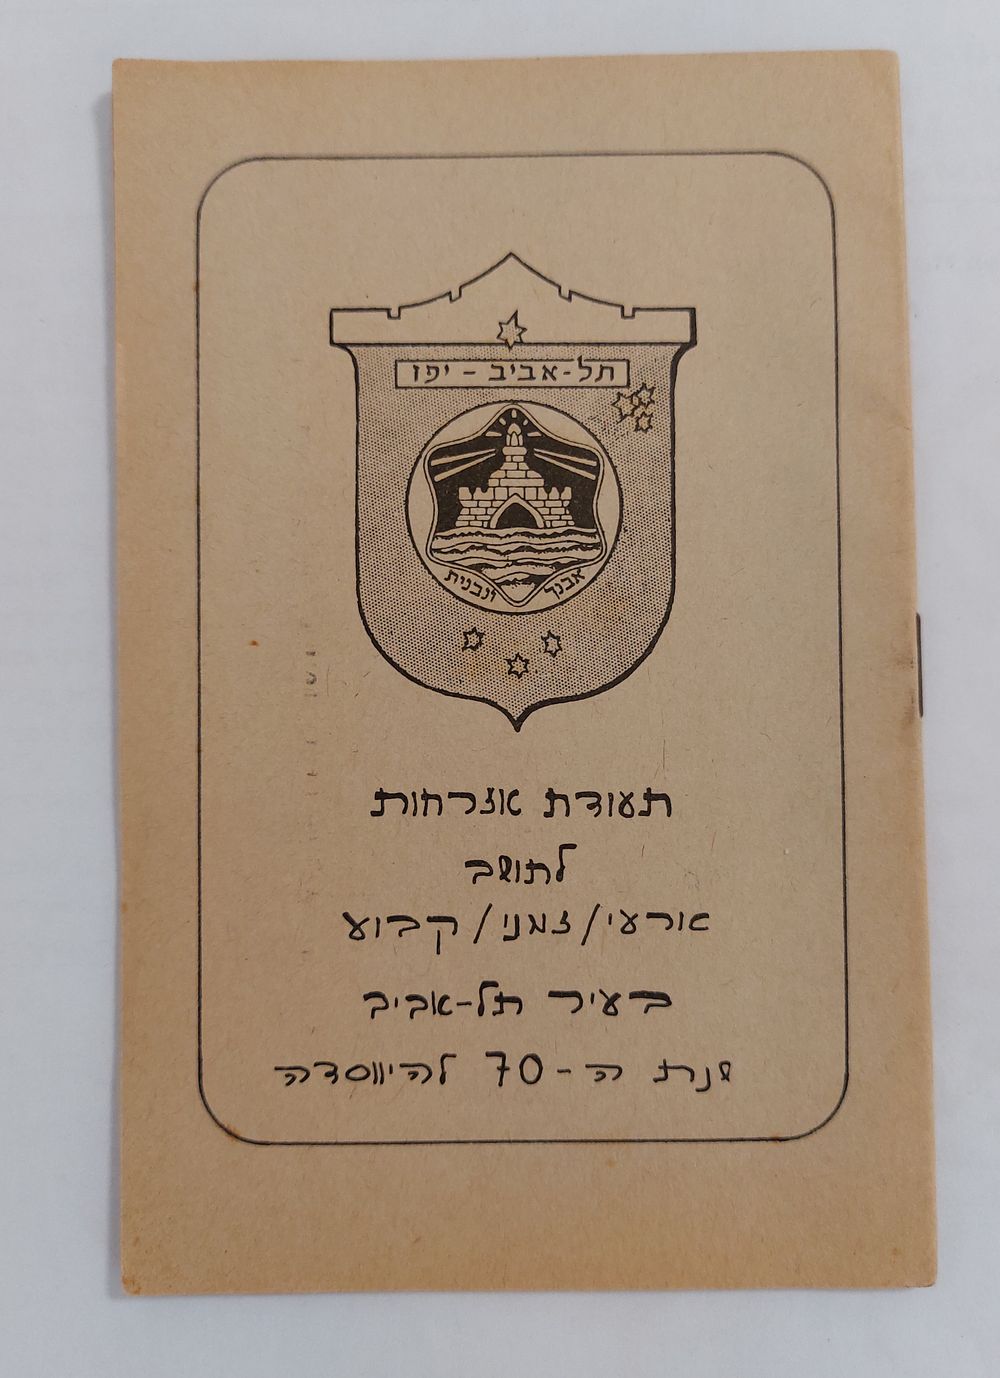 תל-אביב - יפו
אבנך ונבנית
תעודת אזרחות
לתושב
ארעי/זמני/קבוע
בעיר תל-אביב
שנת ה-70 להיווסדה